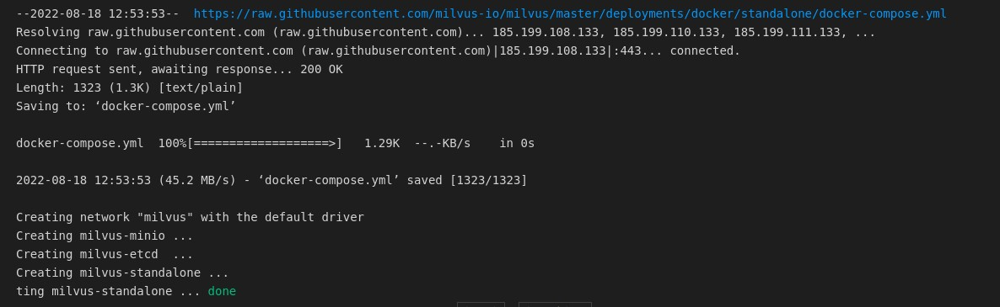 --2022-08-18 12:53:53--  https://raw.githubusercontent.com/milvus-io/milvus/master/deployments/docker/standalone/docker-compose.yml
Resolving raw.githubusercontent.com (raw.githubusercontent.com)... 185.199.108.133, 185.199.110.133, 185.199.111.133, ...
Connecting to raw.githubusercontent.com (raw.githubusercontent.com)|185.199.108.133|:443... connected.
HTTP request sent, awaiting response... 200 OK
Length: 1323 (1.3K) [text/plain]
Saving to: ‘docker-compose.yml’
docker-compose.yml  100%[===================>]   1.29K  --.-KB/s    in 0s
2022-08-18 12:53:53 (45.2 MB/s) - ‘docker-compose.yml’ saved [1323/1323]
Creating network "milvus" with the default driver
Creating milvus-minio ...
Creating milvus-etcd  ...
Creating milvus-standalone ...
ting milvus-standalone ... done